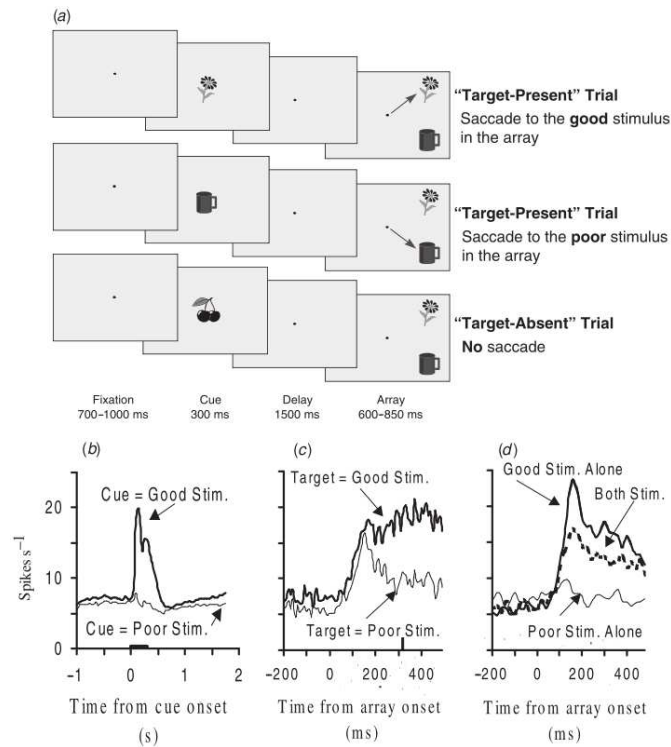 (a)
“Target-Present” Trial
Saccade to the good stimulus
in the array
“Target-Present” Trial
Saccade to the poor stimulus
in the array
“Target-Absent” Trial
No saccade
Fixation
700–1000 ms
Cue
300 ms
Delay
1500 ms
Array
600–850 ms
(b)
Spikes s⁻¹
20
10
0
Cue = Good Stim.
Cue = Poor Stim.
-1
0
1
2
Time from cue onset
(s)
(c)
Target = Good Stim.
Target = Poor Stim.
-200
0
200
400
Time from array onset
(ms)
(d)
Good Stim. Alone
Both Stim.
Poor Stim. Alone
-200
0
200
400
Time from array onset
(ms)